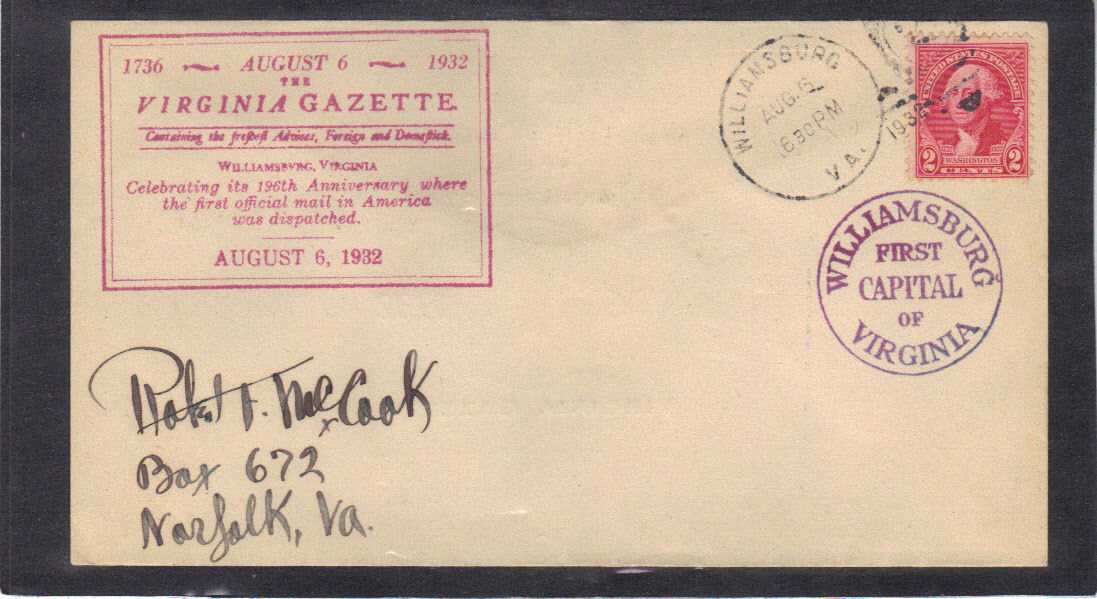 1736 AUGUST 6 1932
THE
VIRGINIA GAZETTE.
Containing the freshest Advices, Foreign and Domestick.
WILLIAMSBURG, VIRGINIA
Celebrating its 196th Anniversary where
the first official mail in America
was dispatched.
AUGUST 6, 1932
WILLIAMSBURG
AUG. 6
630 PM
1932
VA.
UNITED STATES POSTAGE
WASHINGTON
2 CENTS 2
WILLIAMSBURG
FIRST
CAPITAL
OF
VIRGINIA
Robt. F. McCook
Box 672
Norfolk, Va.